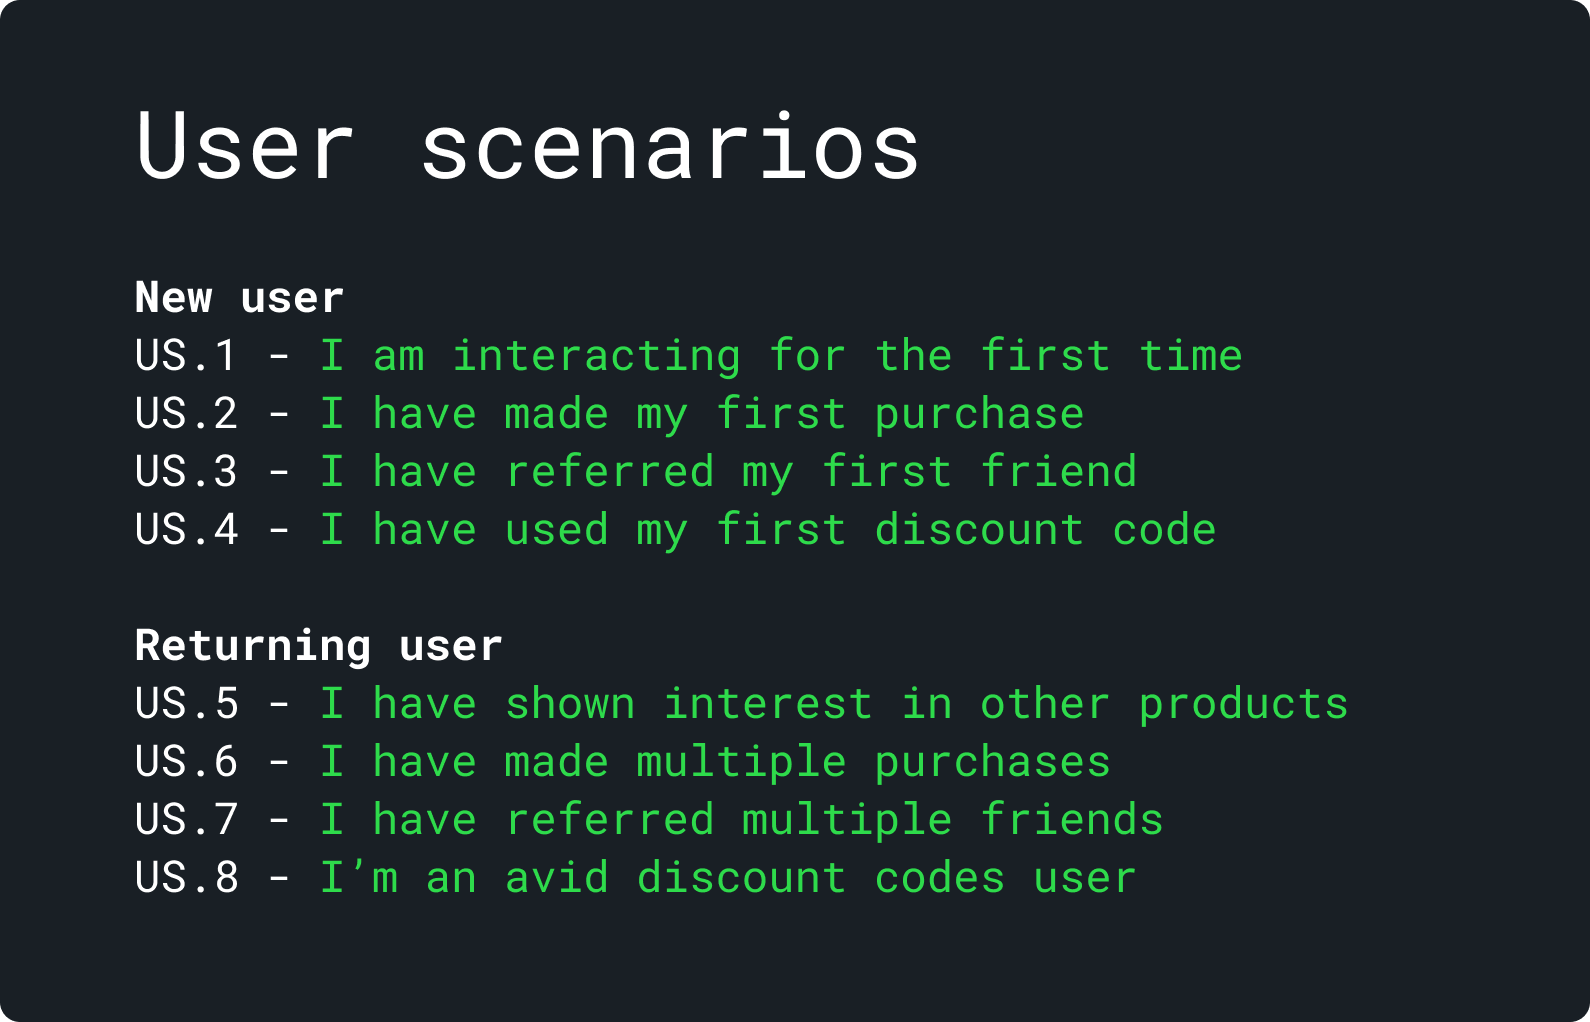 User scenarios
New user
US.1 - I am interacting for the first time
US.2 - I have made my first purchase
US.3 - I have referred my first friend
US.4 - I have used my first discount code
Returning user
US.5 - I have shown interest in other products
US.6 - I have made multiple purchases
US.7 - I have referred multiple friends
US.8 - I’m an avid discount codes user